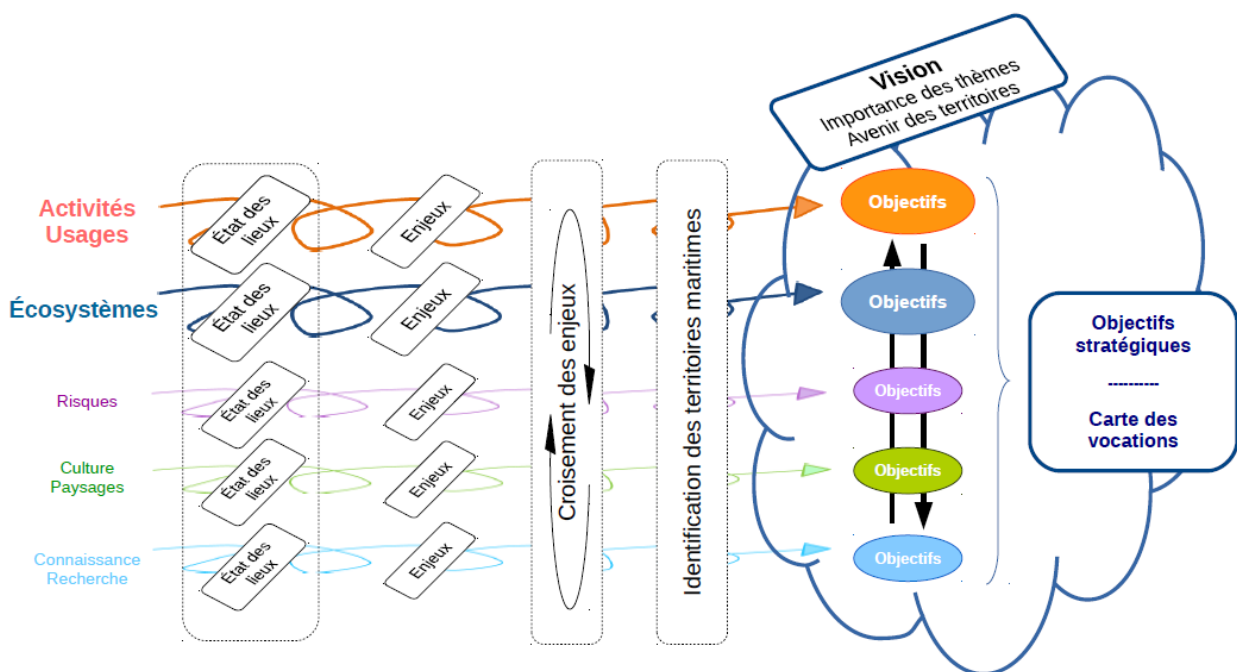 Vision
Importance des thèmes
Avenir des territoires
Activités
Usages
État des
lieux
Enjeux
Objectifs
Écosystèmes
État des
lieux
Enjeux
Objectifs
Risques
État des
lieux
Enjeux
Objectifs
Culture
Paysages
État des
lieux
Enjeux
Objectifs
Connaissance
Recherche
État des
lieux
Enjeux
Objectifs
Croisement des enjeux
Identification des territoires maritimes
Objectifs
stratégiques
----------
Carte des
vocations